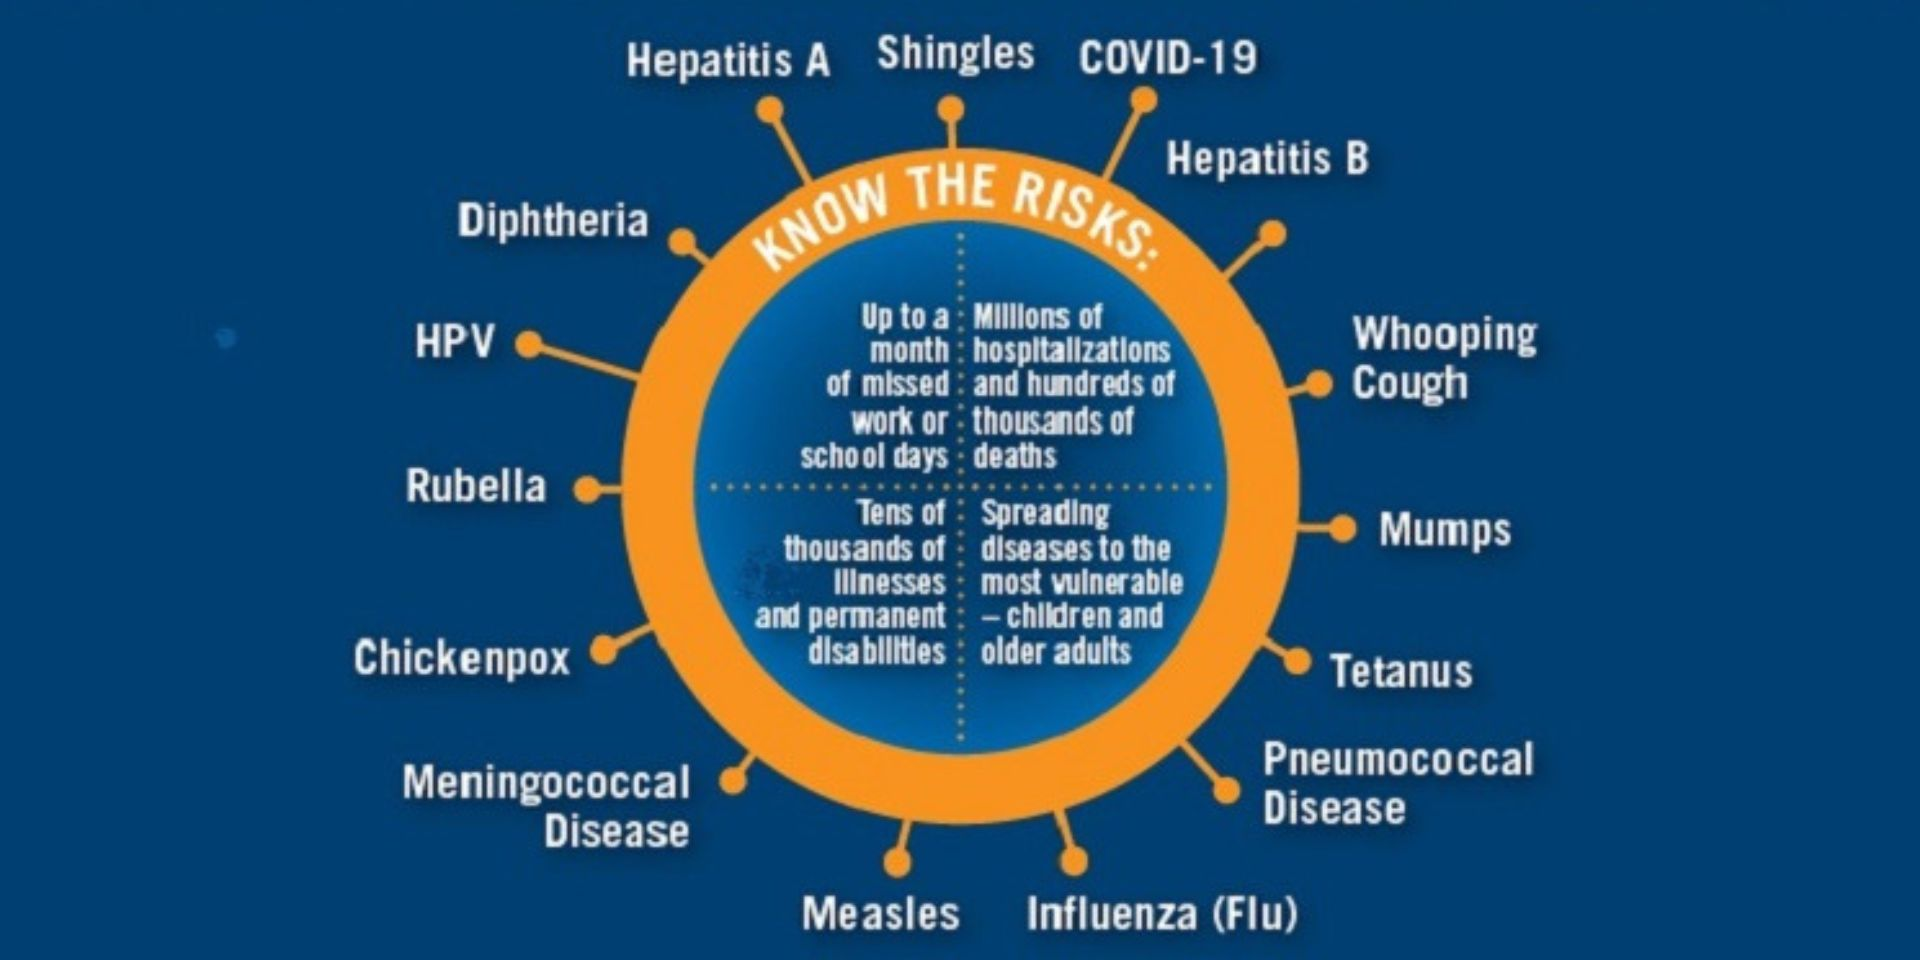 Hepatitis A
Shingles
COVID-19
Hepatitis B
Whooping
Cough
Mumps
Tetanus
Pneumococcal
Disease
Influenza (Flu)
Measles
Meningococcal
Disease
Chickenpox
Rubella
HPV
Diphtheria
KNOW THE RISKS:
Up to a
month
of missed
work or
school days
Millions of
hospitalizations
and hundreds of
thousands of
deaths
Tens of
thousands of
illnesses
and permanent
disabilities
Spreading
diseases to the
most vulnerable
– children and
older adults